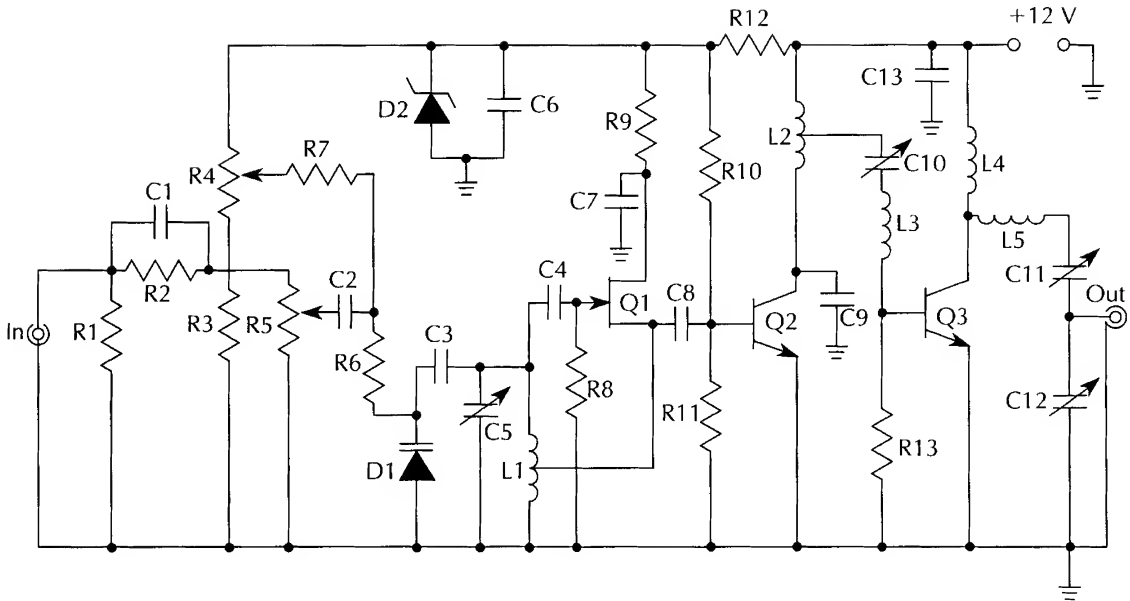 R12
+12 V
C13
D2
C6
R9
L2
R7
R10
C10
L4
R4
C1
C7
L3
L5
R2
C2
C4
C11
Out
In
R1
R3
R5
Q1
C8
Q2
C9
Q3
R6
C3
R8
C12
C5
R11
D1
L1
R13